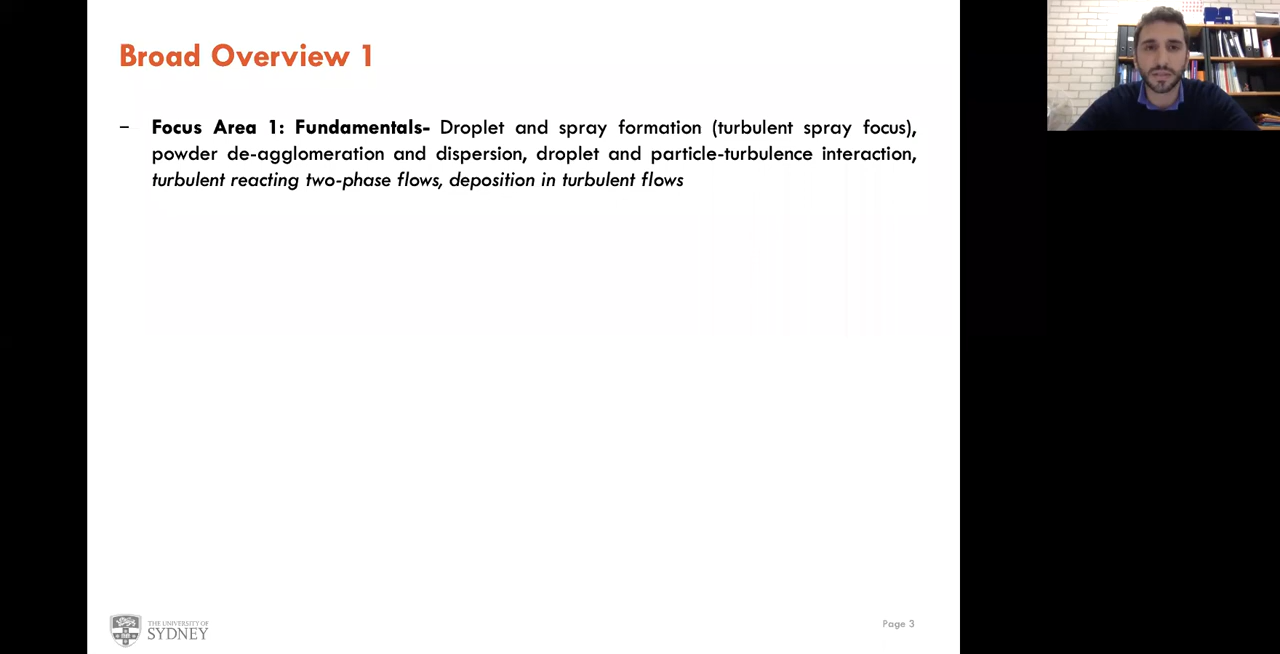 Broad Overview 1
– Focus Area 1: Fundamentals- Droplet and spray formation (turbulent spray focus),
powder de-agglomeration and dispersion, droplet and particle-turbulence interaction,
turbulent reacting two-phase flows, deposition in turbulent flows
THE UNIVERSITY OF
SYDNEY
Page 3